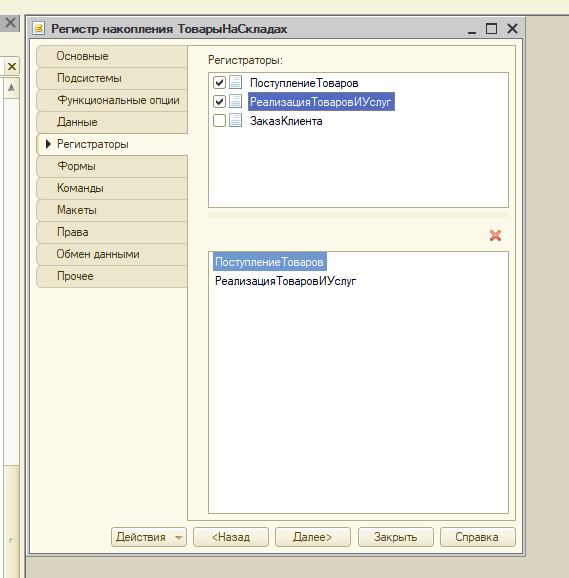 Регистр накопления ТоварыНаСкладах
Основные
Подсистемы
Функциональные опции
Данные
Регистраторы
Формы
Команды
Макеты
Права
Обмен данными
Прочее
Регистраторы:
ПоступлениеТоваров
РеализацияТоваровИУслуг
ЗаказКлиента
ПоступлениеТоваров
РеализацияТоваровИУслуг
Действия
<Назад
Далее>
Закрыть
Справка